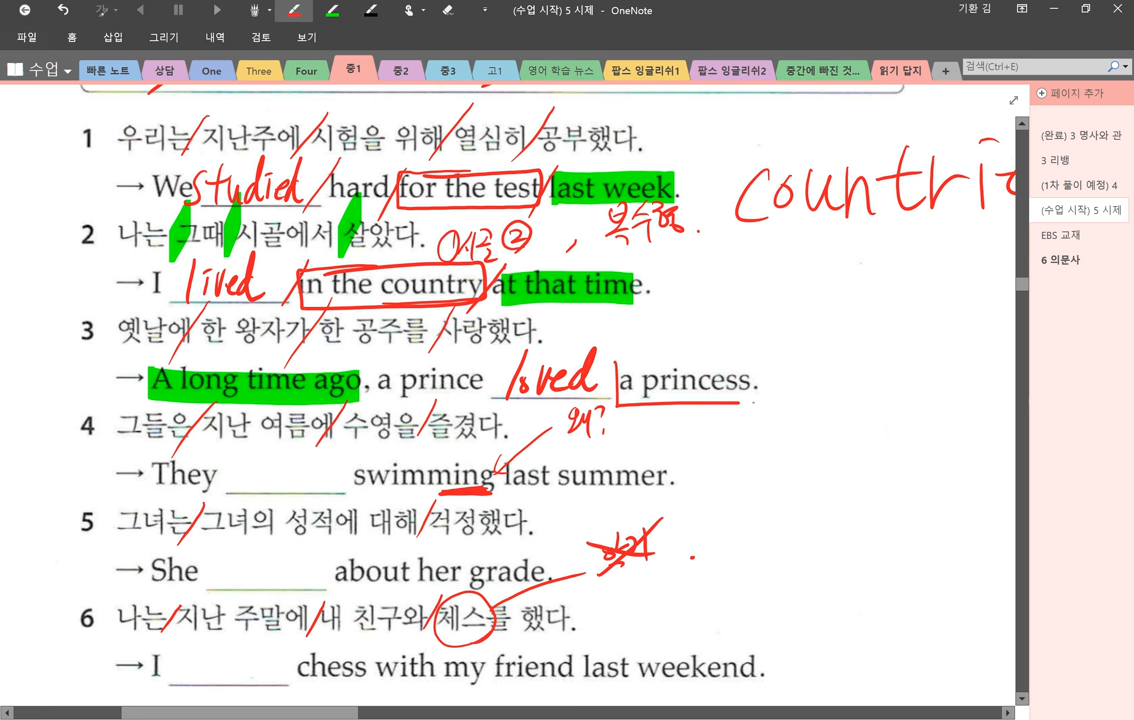 (수업 시작) 5 시제 - OneNote
기환 김
파일 홈 삽입 그리기 내역 검토 보기
수업 빠른 노트 상담 One Three Four 중1 중2 중3 고1 영어 학습 뉴스 팝스 잉글리쉬1 팝스 잉글리쉬2 중간에 빠진 것... 읽기 답지 + 검색(Ctrl+E)
페이지 추가
(완료) 3 명사와 관
3 리뱅
(1차 풀이 예정) 4
(수업 시작) 5 시제
EBS 교재
6 의문사
1 우리는 지난주에 시험을 위해 열심히 공부했다.
→ We studied hard for the test last week.
countri
2 나는 그때 시골에서 살았다.
시골 ② , 복수형.
→ I lived in the country at that time.
3 옛날에 한 왕자가 한 공주를 사랑했다.
→ A long time ago, a prince loved a princess.
4 그들은 지난 여름에 수영을 즐겼다.
왜?
→ They ________ swimming last summer.
5 그녀는 그녀의 성적에 대해 걱정했다.
→ She ________ about her grade.
6 나는 지난 주말에 내 친구와 체스를 했다.
→ I ________ chess with my friend last weekend.